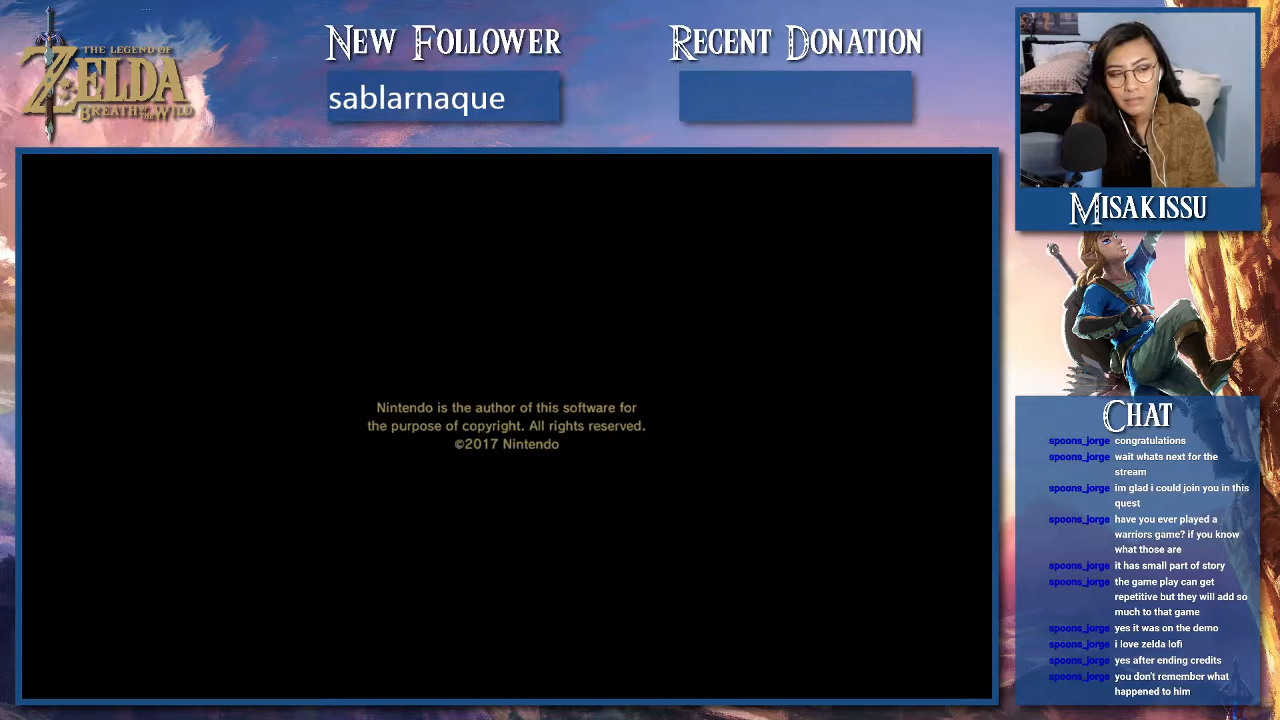 THE LEGEND OF
ZELDA
BREATH OF THE WILD
NEW FOLLOWER
sablarnaque
RECENT DONATION
MISAKISSU
Nintendo is the author of this software for
the purpose of copyright. All rights reserved.
©2017 Nintendo
CHAT
spoons_jorge congratulations
spoons_jorge wait whats next for the
stream
spoons_jorge im glad i could join you in this
quest
spoons_jorge have you ever played a
warriors game? if you know
what those are
spoons_jorge it has small part of story
spoons_jorge the game play can get
repetitive but they will add so
much to that game
spoons_jorge yes it was on the demo
spoons_jorge i love zelda lofi
spoons_jorge yes after ending credits
spoons_jorge you don't remember what
happened to him